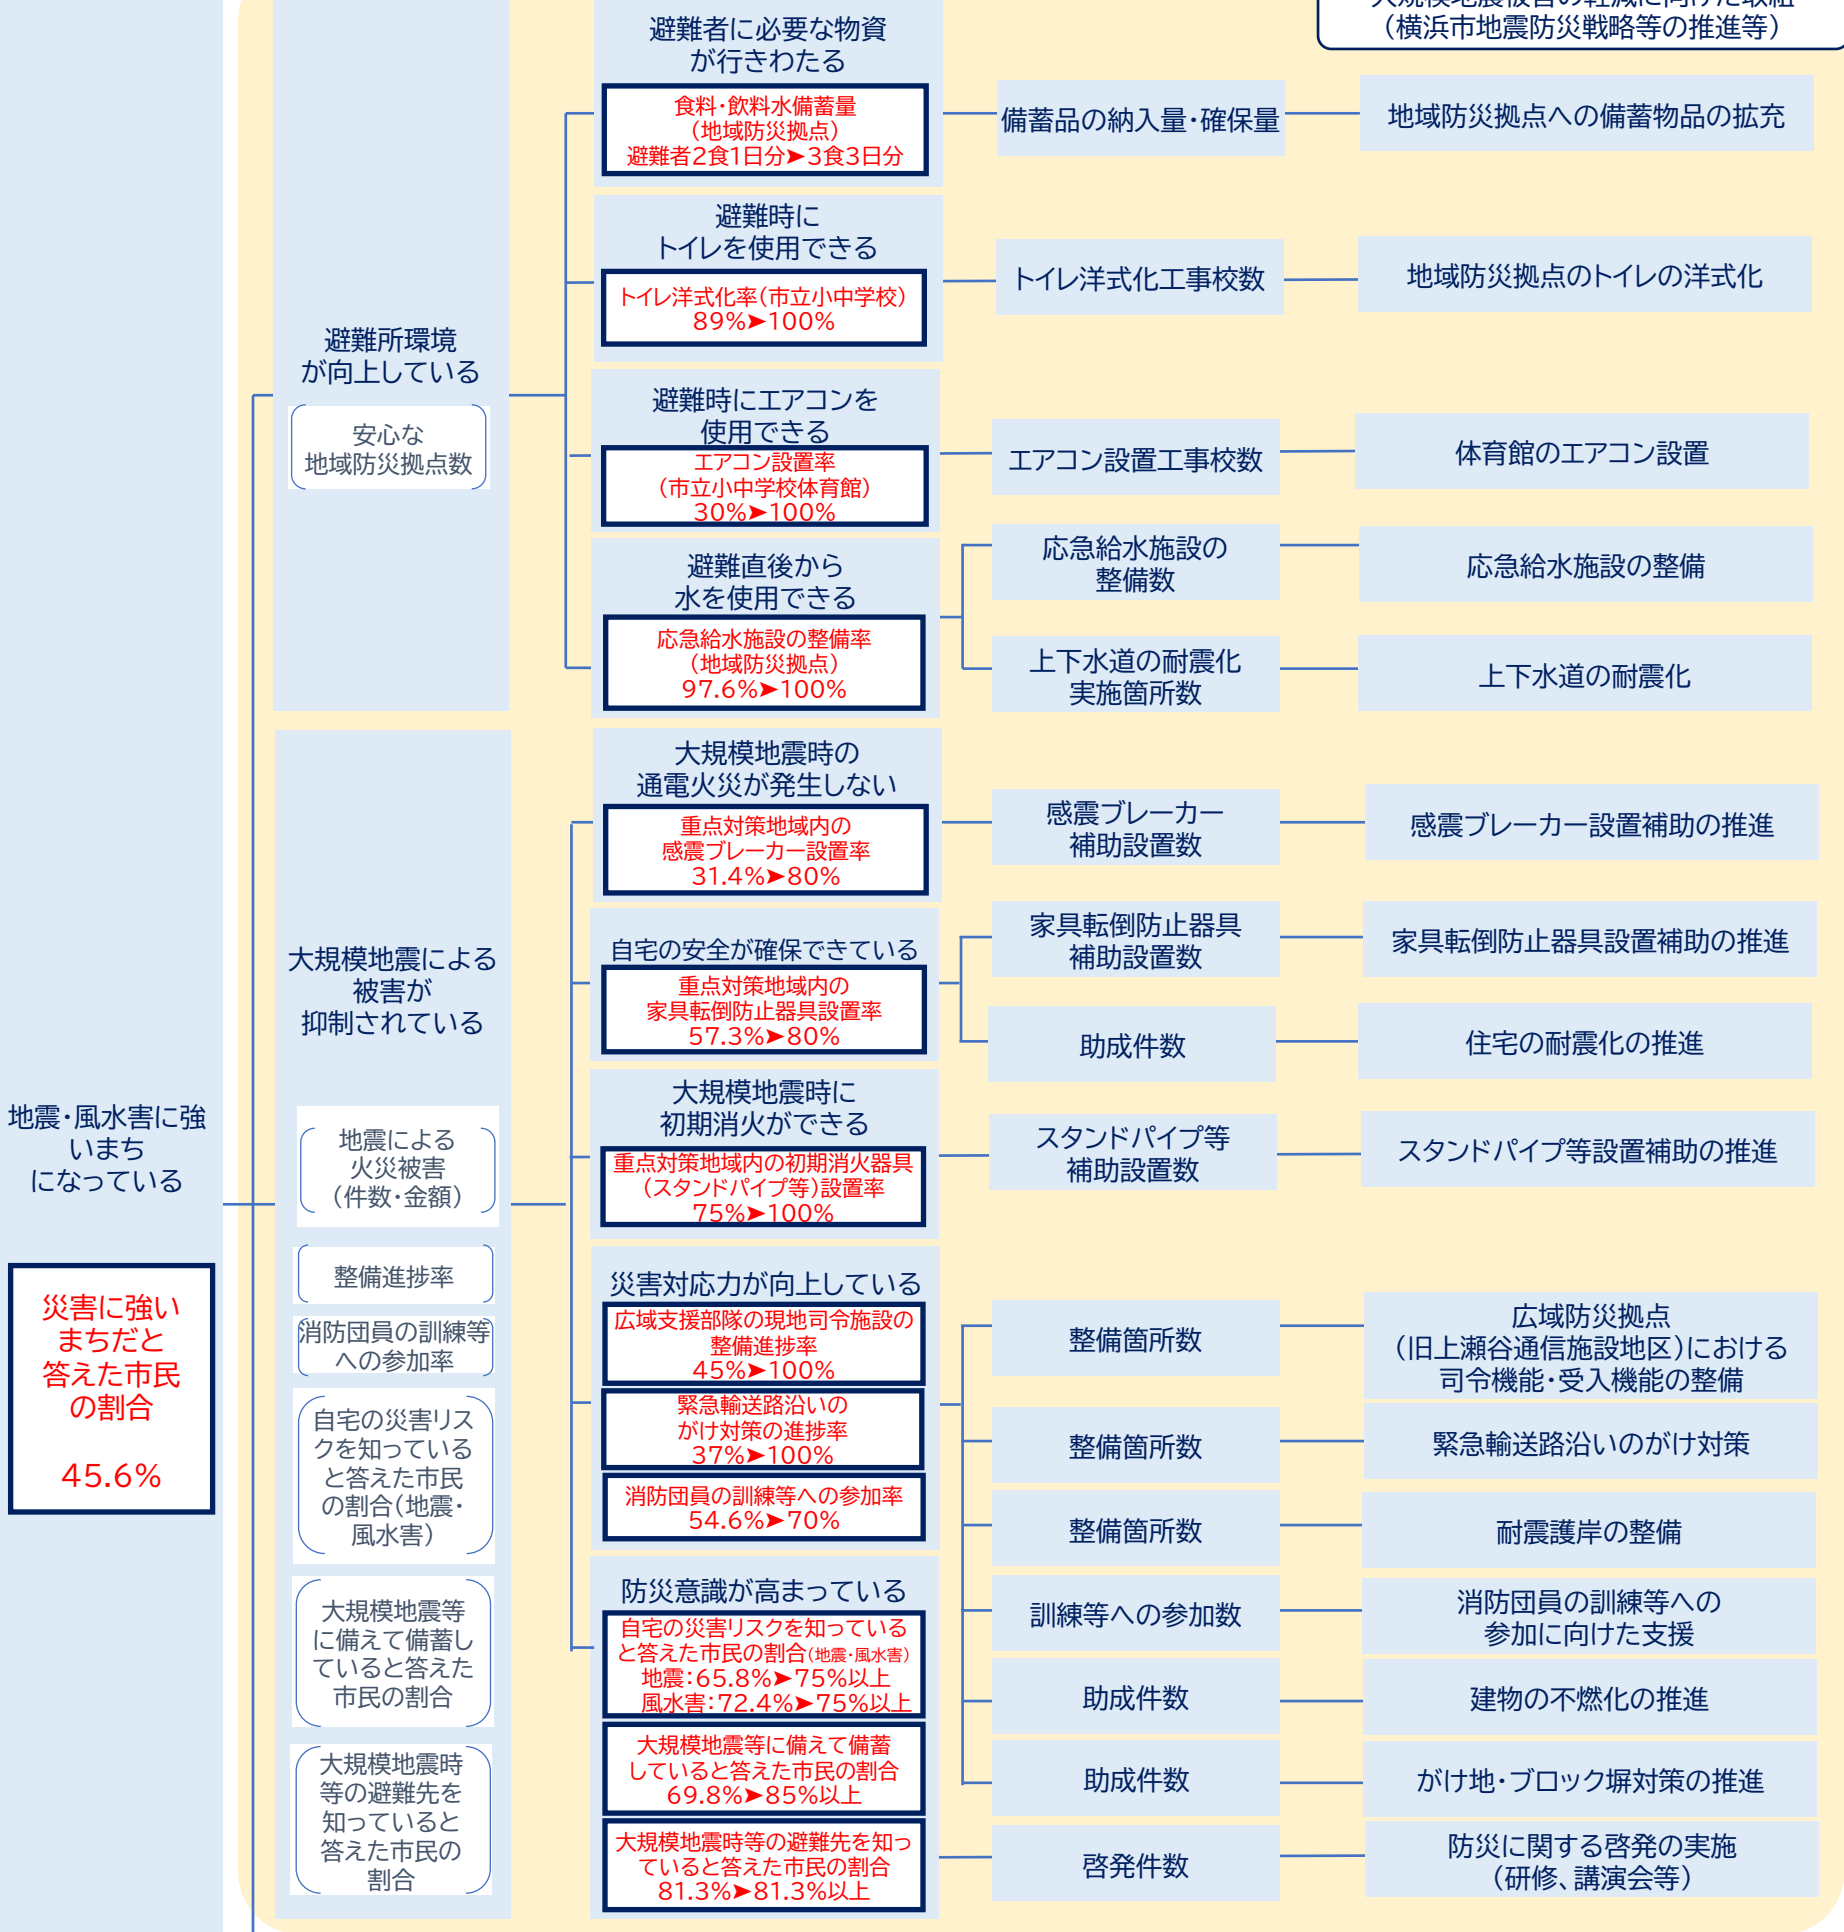 大規模地震被害の軽減に向けた取組
（横浜市地震防災戦略等の推進等）
地震・風水害に強
いまち
になっている
災害に強い
まちだと
答えた市民
の割合
45.6%
避難所環境
が向上している
安心な
地域防災拠点数
避難者に必要な物資
が行きわたる
食料・飲料水備蓄量
（地域防災拠点）
避難者2食1日分➤3食3日分
備蓄品の納入量・確保量
地域防災拠点への備蓄物品の拡充
避難時に
トイレを使用できる
トイレ洋式化率（市立小中学校）
89%➤100%
トイレ洋式化工事校数
地域防災拠点のトイレの洋式化
避難時にエアコンを
使用できる
エアコン設置率
（市立小中学校体育館）
30%➤100%
エアコン設置工事校数
体育館のエアコン設置
避難直後から
水を使用できる
応急給水施設の整備率
（地域防災拠点）
97.6%➤100%
応急給水施設の
整備数
応急給水施設の整備
上下水道の耐震化
実施箇所数
上下水道の耐震化
大規模地震による
被害が
抑制されている
地震による
火災被害
（件数・金額）
整備進捗率
消防団員の訓練等
への参加率
自宅の災害リス
クを知っている
と答えた市民
の割合（地震・
風水害）
大規模地震等
に備えて備蓄し
ていると答えた
市民の割合
大規模地震時
等の避難先を
知っていると
答えた市民の
割合
大規模地震時の
通電火災が発生しない
重点対策地域内の
感震ブレーカー設置率
31.4%➤80%
感震ブレーカー
補助設置数
感震ブレーカー設置補助の推進
自宅の安全が確保できている
重点対策地域内の
家具転倒防止器具設置率
57.3%➤80%
家具転倒防止器具
補助設置数
家具転倒防止器具設置補助の推進
助成件数
住宅の耐震化の推進
大規模地震時に
初期消火ができる
重点対策地域内の初期消火器具
（スタンドパイプ等）設置率
75%➤100%
スタンドパイプ等
補助設置数
スタンドパイプ等設置補助の推進
災害対応力が向上している
広域支援部隊の現地司令施設の
整備進捗率
45%➤100%
緊急輸送路沿いの
がけ対策の進捗率
37%➤100%
消防団員の訓練等への参加率
54.6%➤70%
整備箇所数
広域防災拠点
（旧上瀬谷通信施設地区）における
司令機能・受入機能の整備
整備箇所数
緊急輸送路沿いのがけ対策
整備箇所数
耐震護岸の整備
訓練等への参加数
消防団員の訓練等への
参加に向けた支援
助成件数
建物の不燃化の推進
助成件数
がけ地・ブロック塀対策の推進
防災意識が高まっている
自宅の災害リスクを知っている
と答えた市民の割合（地震・風水害）
地震：65.8%➤75%以上
風水害：72.4%➤75%以上
大規模地震等に備えて備蓄
していると答えた市民の割合
69.8%➤85%以上
大規模地震時等の避難先を知っ
ていると答えた市民の割合
81.3%➤81.3%以上
啓発件数
防災に関する啓発の実施
（研修、講演会等）